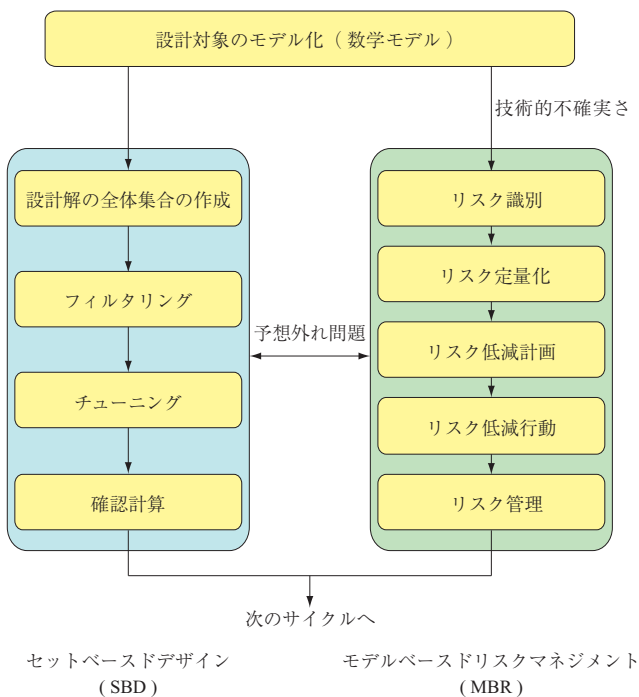 設計対象のモデル化（ 数学モデル ）
技術的不確実さ
設計解の全体集合の作成
フィルタリング
チューニング
確認計算
予想外れ問題
リスク識別
リスク定量化
リスク低減計画
リスク低減行動
リスク管理
次のサイクルへ
セットベースドデザイン
( SBD )
モデルベースドリスクマネジメント
( MBR )